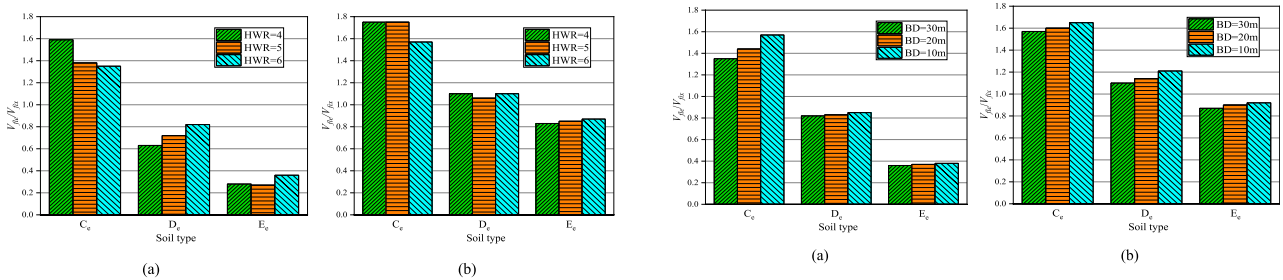 1.8
1.6
1.4
1.2
1.0
0.8
0.6
0.4
0.2
0.0
V_fle/V_fix
HWR=4
HWR=5
HWR=6
C_e
D_e
E_e
Soil type
(a)
1.8
1.6
1.4
1.2
1.0
0.8
0.6
0.4
0.2
0.0
V_fle/V_fix
HWR=4
HWR=5
HWR=6
C_e
D_e
E_e
Soil type
(b)
1.8
1.6
1.4
1.2
1.0
0.8
0.6
0.4
0.2
0.0
V_fle/V_fix
BD=30m
BD=20m
BD=10m
C_e
D_e
E_e
Soil type
(a)
1.8
1.6
1.4
1.2
1.0
0.8
0.6
0.4
0.2
0.0
V_fle/V_fix
BD=30m
BD=20m
BD=10m
C_e
D_e
E_e
Soil type
(b)